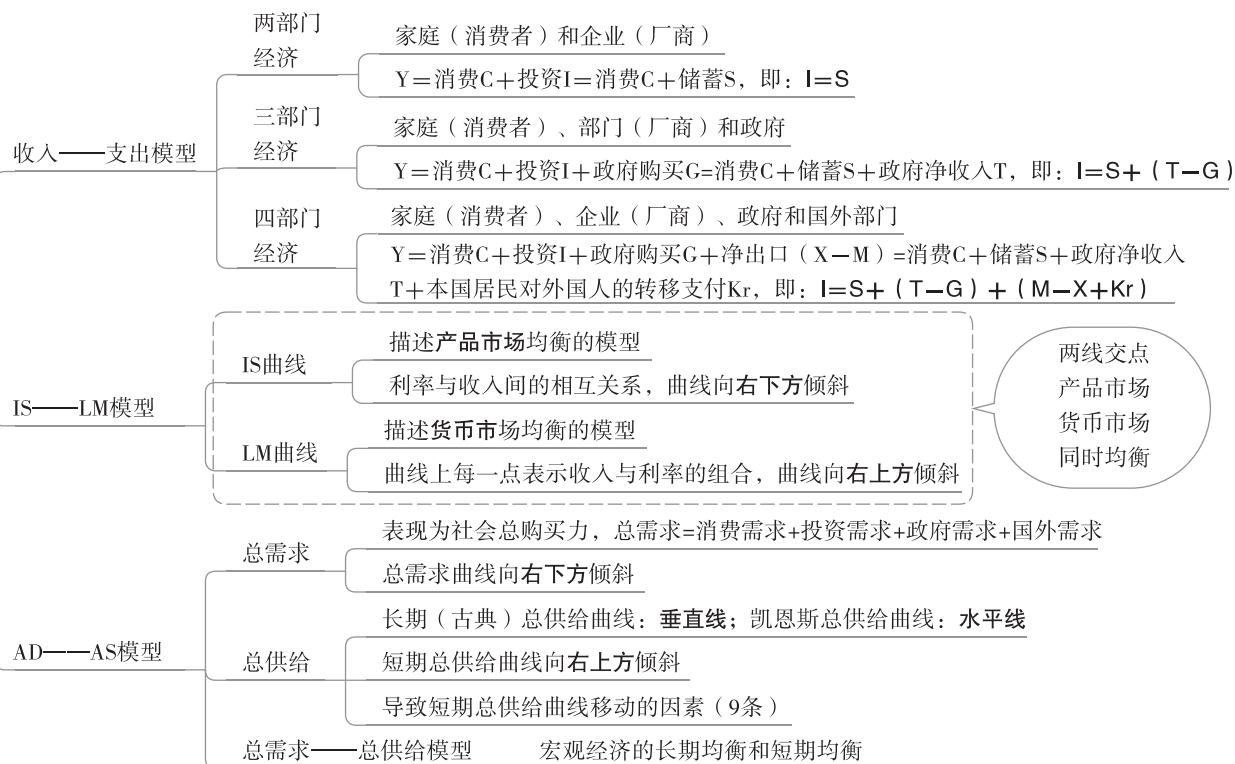 收入——支出模型
两部门
经济
家庭（消费者）和企业（厂商）
Y＝消费C＋投资I＝消费C＋储蓄S，即：I=S
三部门
经济
家庭（消费者）、部门（厂商）和政府
Y＝消费C＋投资I＋政府购买G=消费C＋储蓄S＋政府净收入T，即：I=S+（T—G）
四部门
经济
家庭（消费者）、企业（厂商）、政府和国外部门
Y＝消费C＋投资I＋政府购买G＋净出口（X—M）=消费C＋储蓄S＋政府净收入
T＋本国居民对外国人的转移支付Kr，即：I=S+（T—G）+（M—X+Kr）
IS——LM模型
IS曲线
描述产品市场均衡的模型
利率与收入间的相互关系，曲线向右下方倾斜
LM曲线
描述货币市场均衡的模型
曲线上每一点表示收入与利率的组合，曲线向右上方倾斜
两线交点
产品市场
货币市场
同时均衡
AD——AS模型
总需求
表现为社会总购买力，总需求=消费需求+投资需求+政府需求+国外需求
总需求曲线向右下方倾斜
总供给
长期（古典）总供给曲线：垂直线；凯恩斯总供给曲线：水平线
短期总供给曲线向右上方倾斜
导致短期总供给曲线移动的因素（9条）
总需求——总供给模型
宏观经济的长期均衡和短期均衡